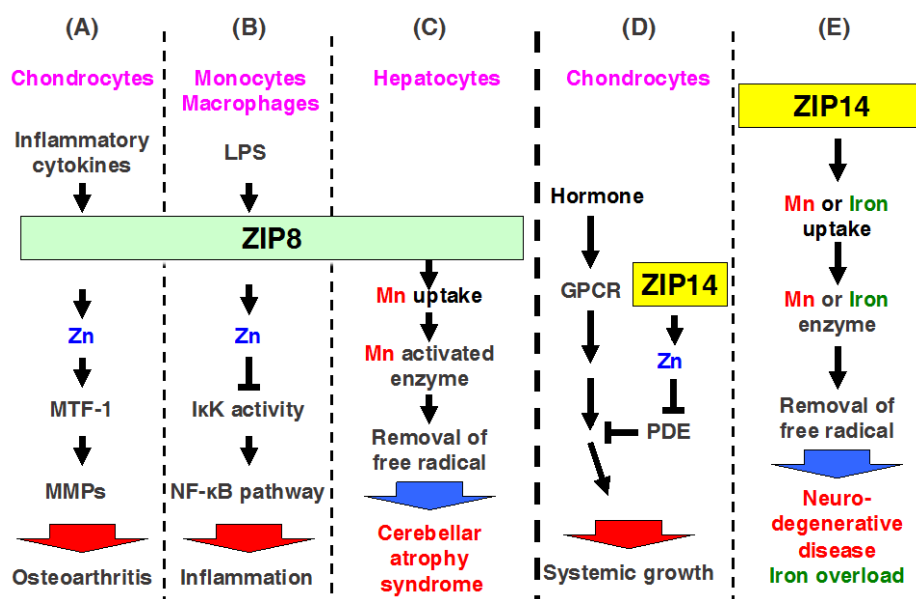 (A)
Chondrocytes
Inflammatory
cytokines
(B)
Monocytes
Macrophages
LPS
(C)
Hepatocytes
ZIP8
Zn
MTF-1
MMPs
Osteoarthritis
Zn
IκK activity
NF-κB pathway
Inflammation
Mn uptake
Mn activated
enzyme
Removal of
free radical
Cerebellar
atrophy
syndrome
(D)
Chondrocytes
Hormone
GPCR
ZIP14
Zn
PDE
Systemic growth
(E)
ZIP14
Mn or Iron
uptake
Mn or Iron
enzyme
Removal of
free radical
Neuro-
degenerative
disease
Iron overload